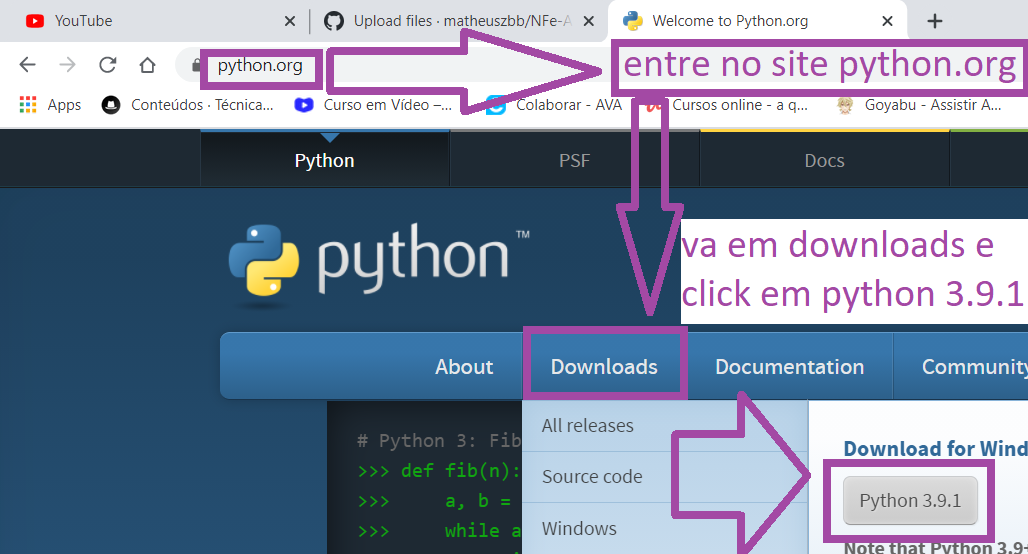 YouTube
Upload files · matheuszbb/NFe-A
Welcome to Python.org
python.org
entre no site python.org
Apps
Conteúdos · Técnica...
Curso em Vídeo –...
Colaborar - AVA
Cursos online - a q...
Goyabu - Assistir A...
Python
PSF
Docs
python™
va em downloads e
click em python 3.9.1
About
Downloads
Documentation
Community
All releases
Source code
Windows
# Python 3: Fib
>>> def fib(n):
>>> a, b =
>>> while a
Download for Wind
Python 3.9.1
Note that Python 3.9+